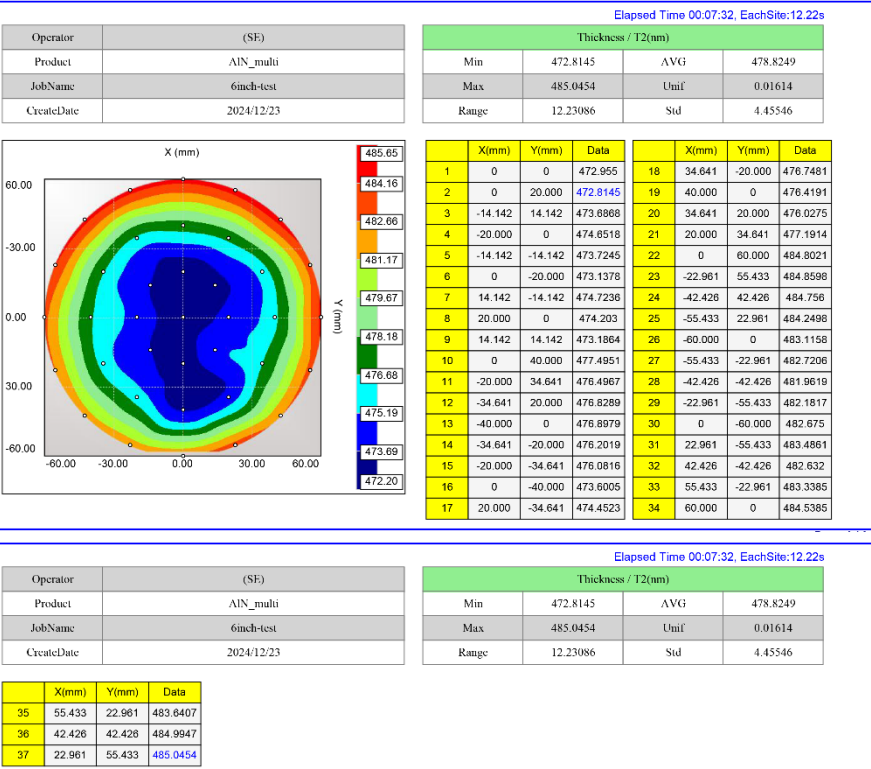 Elapsed Time 00:07:32, EachSite:12.22s
Operator (SE)
Product AlN_multi
JobName 6inch-test
CreateDate 2024/12/23
Thickness / T2(nm)
Min 472.8145 AVG 478.8249
Max 485.0454 Unif 0.01614
Range 12.23086 Std 4.45546
X (mm)
60.00
-30.00
0.00
30.00
-60.00
-60.00 -30.00 0.00 30.00 60.00
Y (mm)
485.65
484.16
482.66
481.17
479.67
478.18
476.68
475.19
473.69
472.20
X(mm) Y(mm) Data
1 0 0 472.955
2 0 20.000 472.8145
3 -14.142 14.142 473.6868
4 -20.000 0 474.6518
5 -14.142 -14.142 473.7245
6 0 -20.000 473.1378
7 14.142 -14.142 474.7236
8 20.000 0 474.203
9 14.142 14.142 473.1864
10 0 40.000 477.4951
11 -20.000 34.641 476.4967
12 -34.641 20.000 476.8289
13 -40.000 0 476.8979
14 -34.641 -20.000 476.2019
15 -20.000 -34.641 476.0816
16 0 -40.000 473.6005
17 20.000 -34.641 474.4523
X(mm) Y(mm) Data
18 34.641 -20.000 476.7481
19 40.000 0 476.4191
20 34.641 20.000 476.0275
21 20.000 34.641 477.1914
22 0 60.000 484.8021
23 -22.961 55.433 484.8598
24 -42.426 42.426 484.756
25 -55.433 22.961 484.2498
26 -60.000 0 483.1158
27 -55.433 -22.961 482.7206
28 -42.426 -42.426 481.9619
29 -22.961 -55.433 482.1817
30 0 -60.000 482.675
31 22.961 -55.433 483.4861
32 42.426 -42.426 482.632
33 55.433 -22.961 483.3385
34 60.000 0 484.5385
Elapsed Time 00:07:32, EachSite:12.22s
Operator (SE)
Product AlN_multi
JobName 6inch-test
CreateDate 2024/12/23
Thickness / T2(nm)
Min 472.8145 AVG 478.8249
Max 485.0454 Unif 0.01614
Range 12.23086 Std 4.45546
X(mm) Y(mm) Data
35 55.433 22.961 483.6407
36 42.426 42.426 484.9947
37 22.961 55.433 485.0454